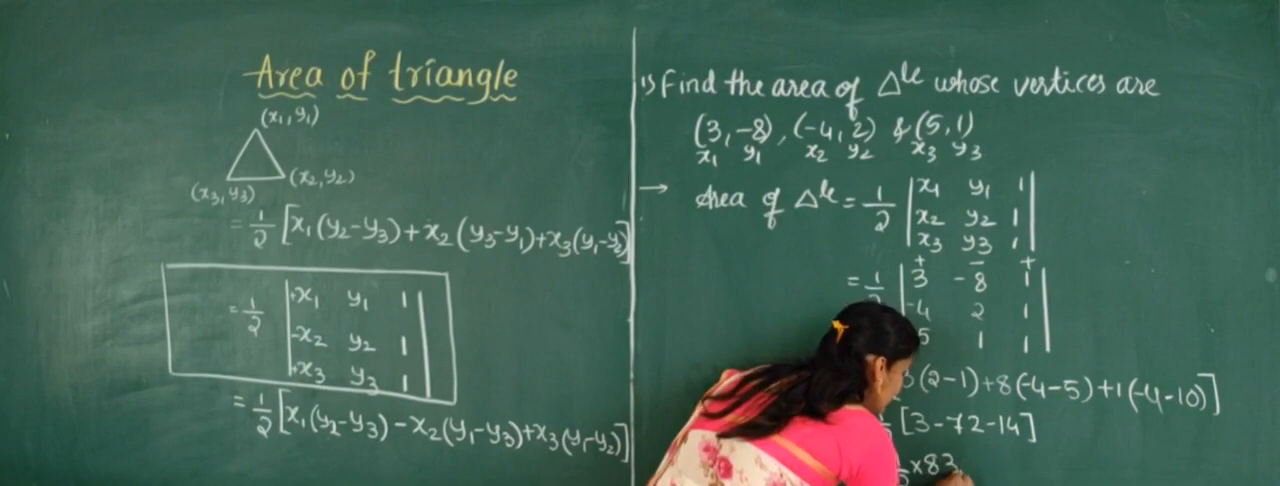 Area of triangle
(x₁, y₁)
(x₃, y₃) (x₂, y₂)
= 1/2 [x₁(y₂-y₃)+x₂(y₃-y₁)+x₃(y₁-y₂)]
= 1/2 | +x₁ y₁ 1 |
| -x₂ y₂ 1 |
| +x₃ y₃ 1 |
= 1/2 [x₁(y₂-y₃)-x₂(y₁-y₃)+x₃(y₁-y₂)]
1) Find the area of Δle whose vertices are
(3, -8), (-4, 2) & (5, 1)
x₁ y₁ x₂ y₂ x₃ y₃
→ Area of Δle = 1/2 | x₁ y₁ 1 |
| x₂ y₂ 1 |
| x₃ y₃ 1 |
+ - +
= 1/2 | 3 -8 1 |
-4 2 1 |
5 1 1 |
(2-1)+8(-4-5)+1(-4-10)]
[3-72-14]
×83